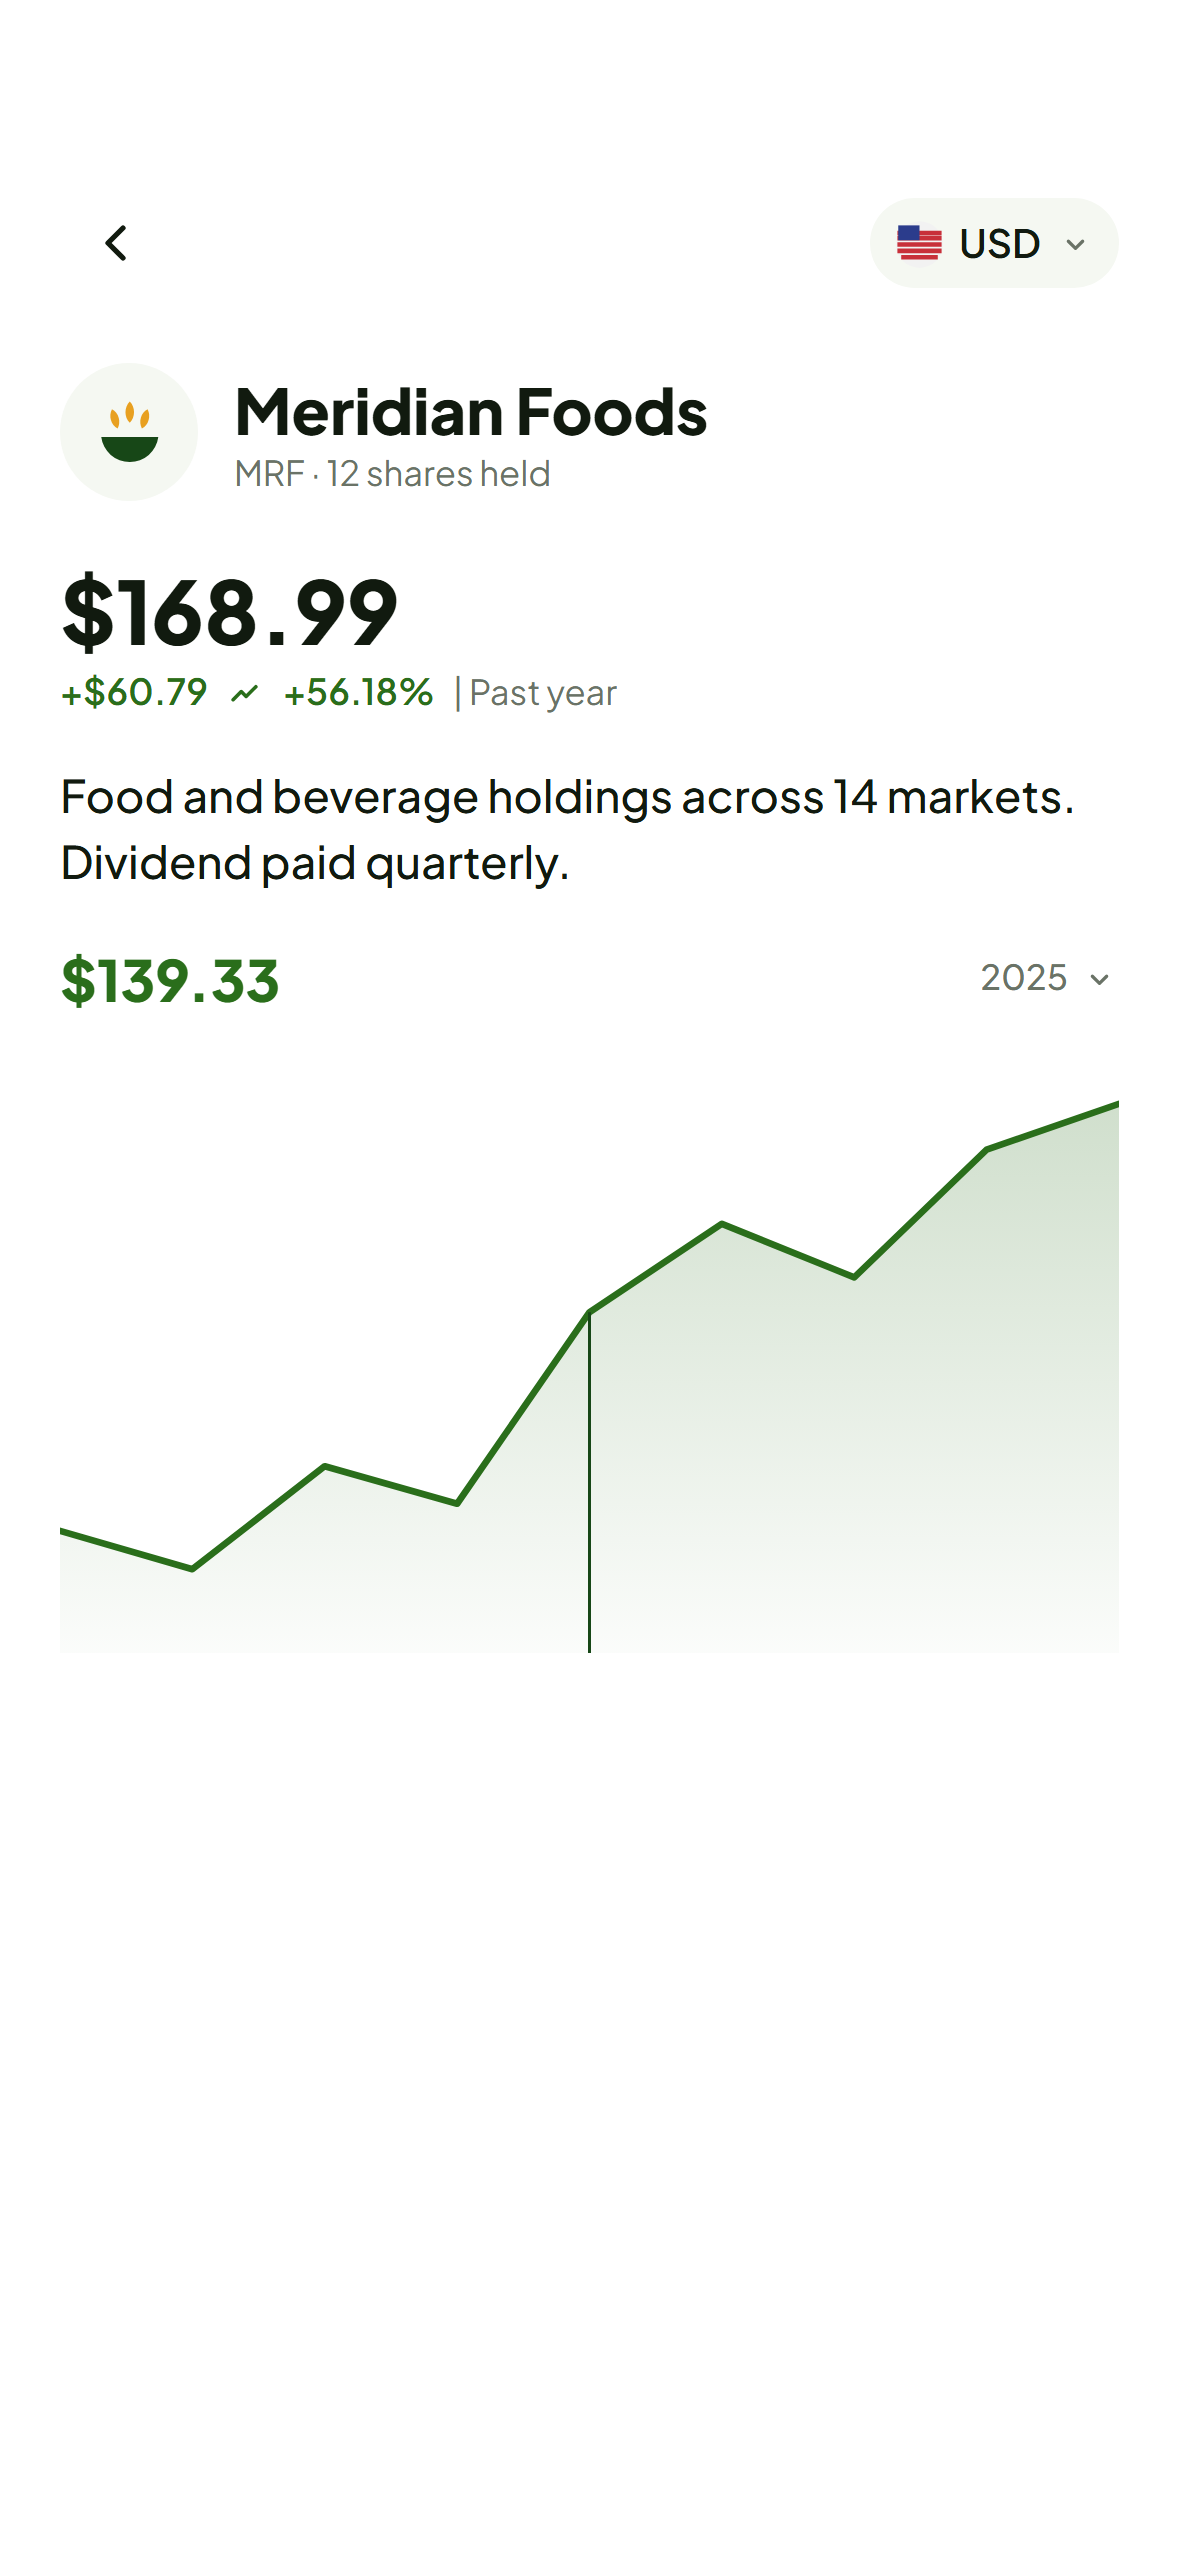 USD
Meridian Foods
MRF · 12 shares held
$168.99
+$60.79 +56.18% | Past year
Food and beverage holdings across 14 markets.
Dividend paid quarterly.
$139.33 2025